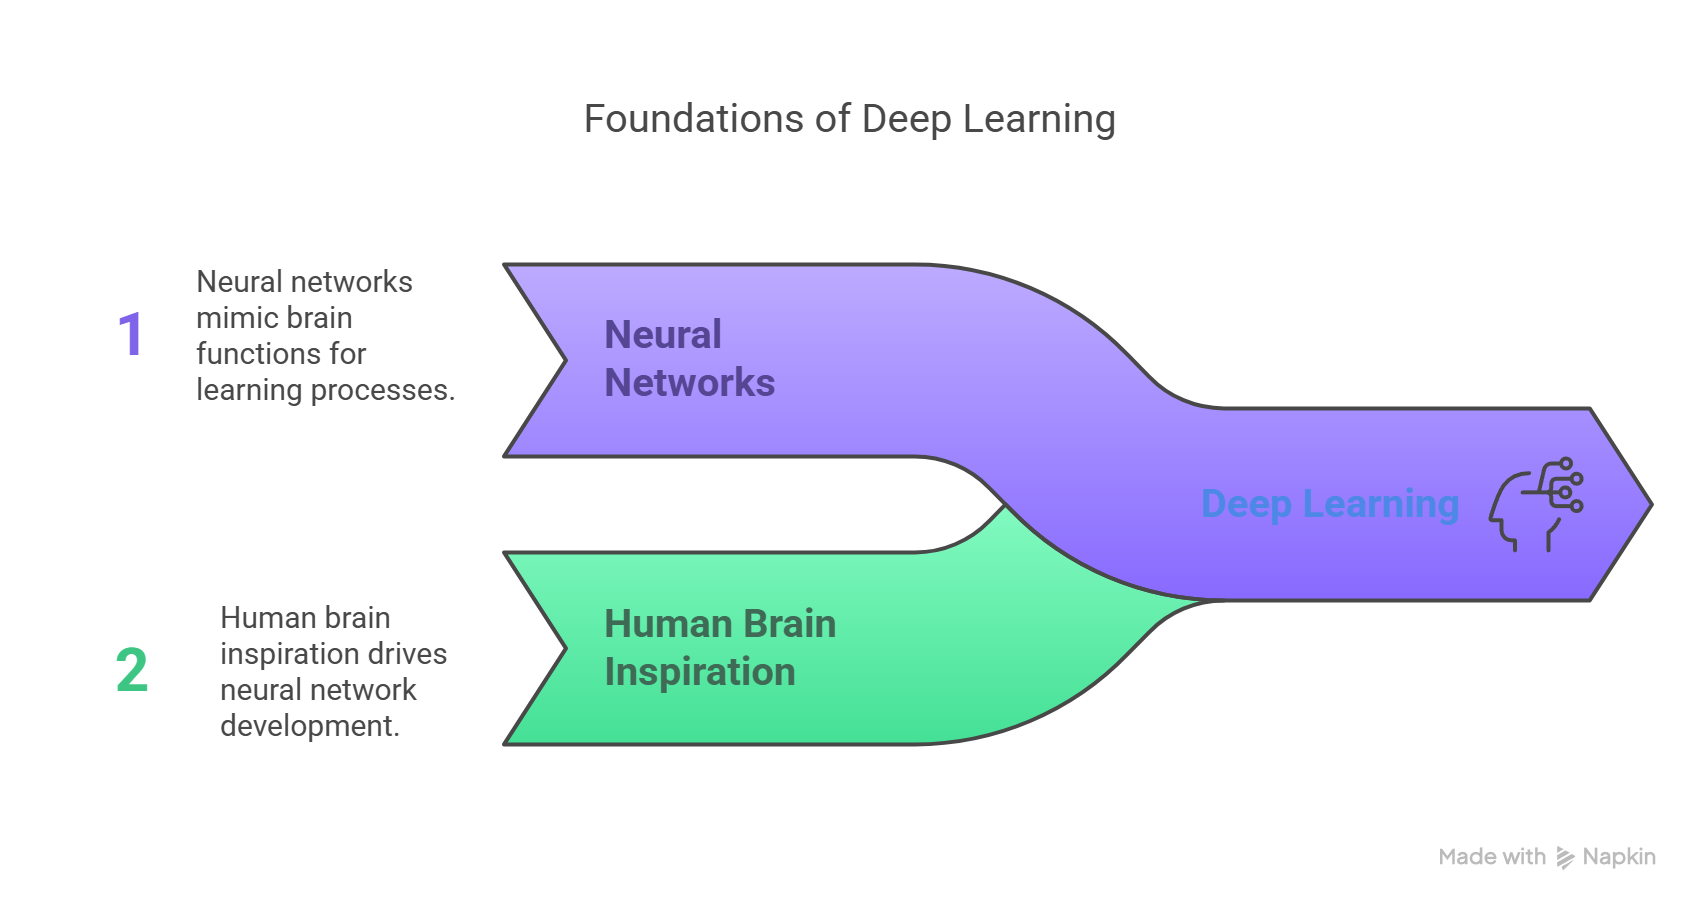 Foundations of Deep Learning
1
Neural networks
mimic brain
functions for
learning processes.
Neural
Networks
Deep Learning
2
Human brain
inspiration drives
neural network
development.
Human Brain
Inspiration
Made with Napkin